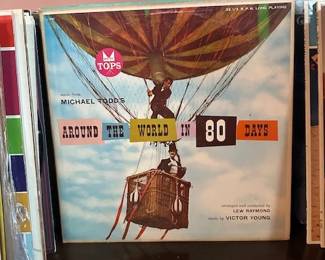 33 1/3 R.P.M. LONG PLAYING
TOPS
music from
MICHAEL TODD'S
AROUND THE WORLD IN 80 DAYS
arranged and conducted by
LEW RAYMOND
music by VICTOR YOUNG